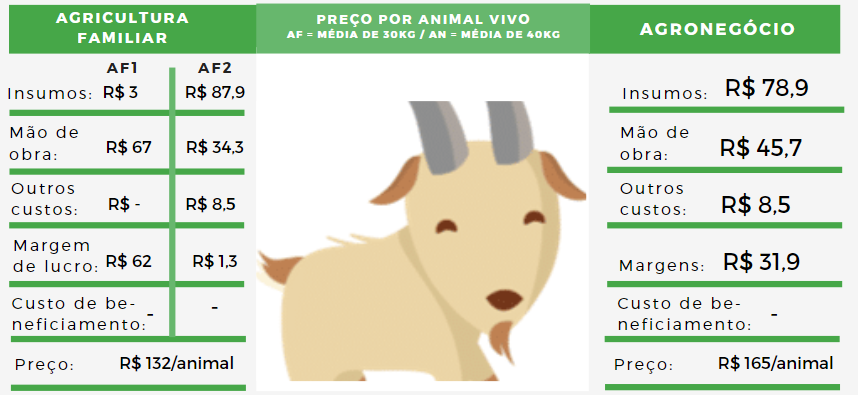 AGRICULTURA
FAMILIAR
AF1 AF2
Insumos: R$ 3 R$ 87,9
Mão de
obra: R$ 67 R$ 34,3
Outros
custos: R$ - R$ 8,5
Margem
de lucro: R$ 62 R$ 1,3
Custo de be-
neficiamento: - -
Preço: R$ 132/animal
PREÇO POR ANIMAL VIVO
AF = MÉDIA DE 30KG / AN = MÉDIA DE 40KG
AGRONEGÓCIO
Insumos: R$ 78,9
Mão de
obra: R$ 45,7
Outros
custos: R$ 8,5
Margens: R$ 31,9
Custo de be-
neficiamento: -
Preço: R$ 165/animal